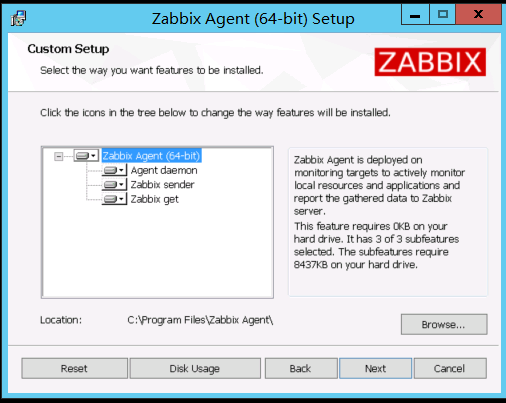 Zabbix Agent (64-bit) Setup
Custom Setup
Select the way you want features to be installed.
ZABBIX
Click the icons in the tree below to change the way features will be installed.
Zabbix Agent (64-bit)
Agent daemon
Zabbix sender
Zabbix get
Zabbix Agent is deployed on
monitoring targets to actively monitor
local resources and applications and
report the gathered data to Zabbix
server.
This feature requires 0KB on your
hard drive. It has 3 of 3 subfeatures
selected. The subfeatures require
8437KB on your hard drive.
Location: C:\Program Files\Zabbix Agent\
Browse...
Reset Disk Usage Back Next Cancel